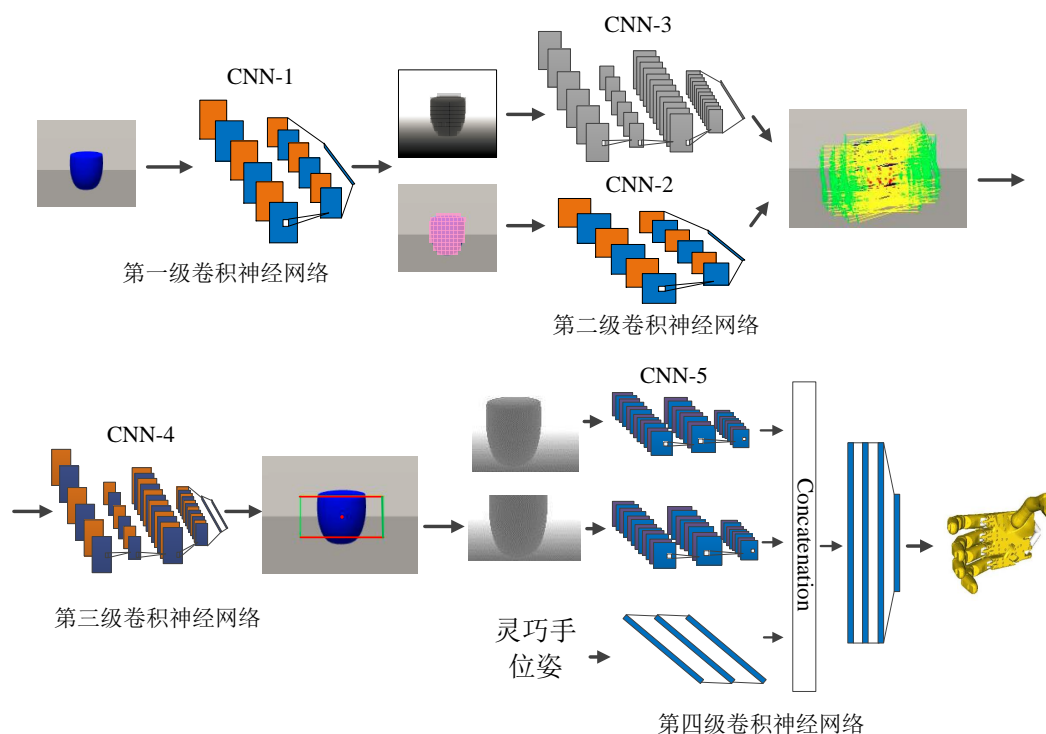 CNN-3
CNN-1
CNN-2
第一级卷积神经网络
第二级卷积神经网络
CNN-5
CNN-4
Concatenation
第三级卷积神经网络
灵巧手
位姿
第四级卷积神经网络